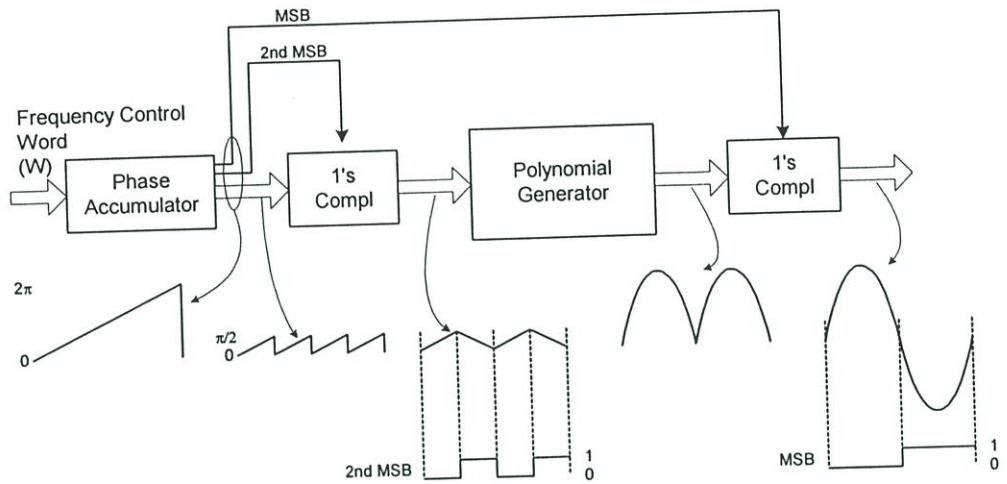 MSB
2nd MSB
Frequency Control
Word
(W)
Phase
Accumulator
1's
Compl
Polynomial
Generator
1's
Compl
2π
0
π/2
0
2nd MSB
1
0
MSB
1
0